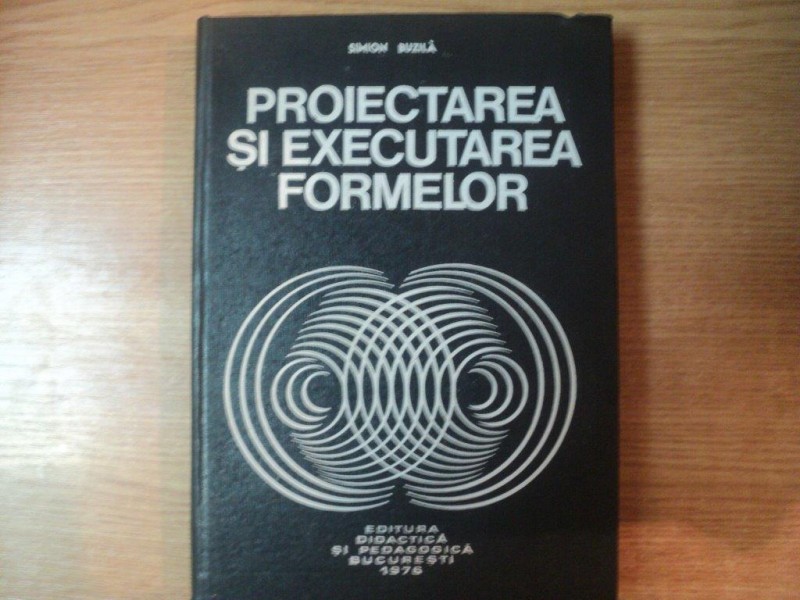 SIMION BUZILĂ
PROIECTAREA
ȘI EXECUTAREA
FORMELOR
EDITURA
DIDACTICĂ
ȘI PEDAGOGICĂ
BUCUREȘTI
1976